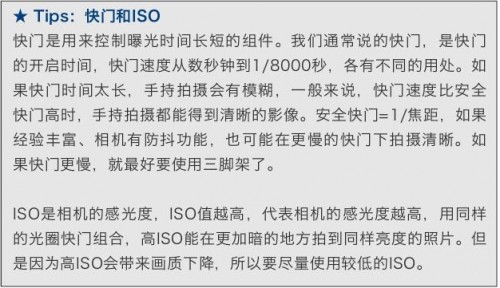 ★ Tips：快门和ISO
快门是用来控制曝光时间长短的组件。我们通常说的快门，是快门
的开启时间，快门速度从数秒钟到1/8000秒，各有不同的用处。如
果快门时间太长，手持拍摄会有模糊，一般来说，快门速度比安全
快门高时，手持拍摄都能得到清晰的影像。安全快门=1/焦距，如果
经验丰富、相机有防抖功能，也可能在更慢的快门下拍摄清晰。如
果快门更慢，就最好要使用三脚架了。
ISO是相机的感光度，ISO值越高，代表相机的感光度越高，用同样
的光圈快门组合，高ISO能在更加暗的地方拍到同样亮度的照片。但
是因为高ISO会带来画质下降，所以要尽量使用较低的ISO。